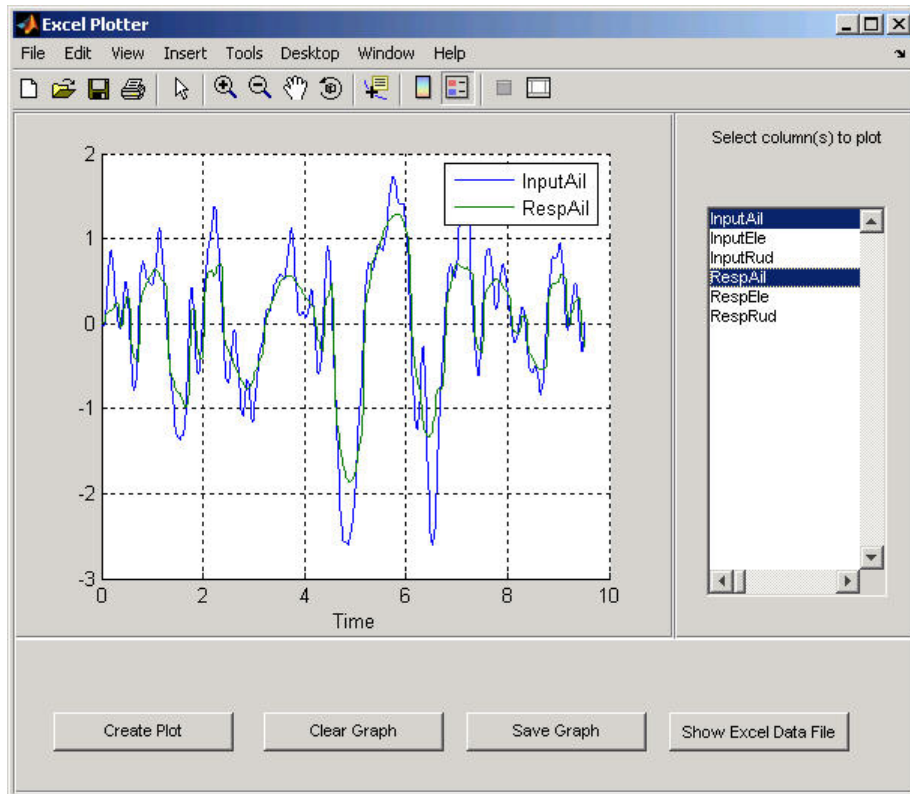 Excel Plotter
File Edit View Insert Tools Desktop Window Help
Select column(s) to plot
2
1
0
-1
-2
-3
0 2 4 6 8 10
Time
InputAil
RespAil
InputAil
InputEle
InputRud
RespAil
RespEle
RespRud
Create Plot
Clear Graph
Save Graph
Show Excel Data File